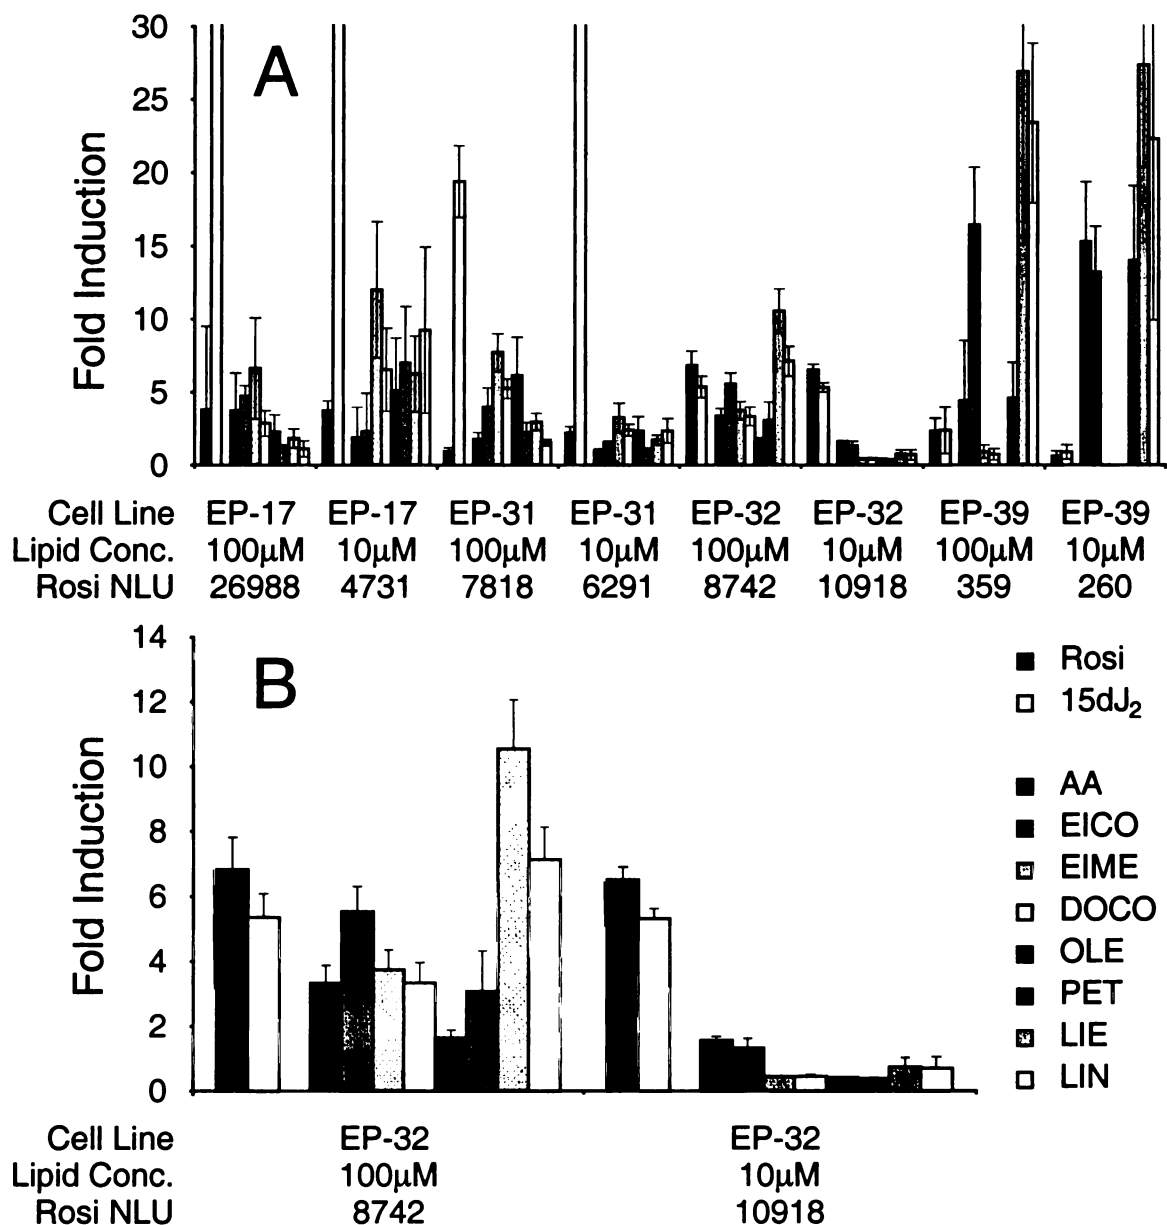 30
25
20
15
10
5
0
Fold Induction
A
Cell Line EP-17 EP-17 EP-31 EP-31 EP-32 EP-32 EP-39 EP-39
Lipid Conc. 100µM 10µM 100µM 10µM 100µM 10µM 100µM 10µM
Rosi NLU 26988 4731 7818 6291 8742 10918 359 260
14
12
10
8
6
4
2
0
Fold Induction
B
Rosi
15dJ₂
AA
EICO
EIME
DOCO
OLE
PET
LIE
LIN
Cell Line EP-32 EP-32
Lipid Conc. 100µM 10µM
Rosi NLU 8742 10918